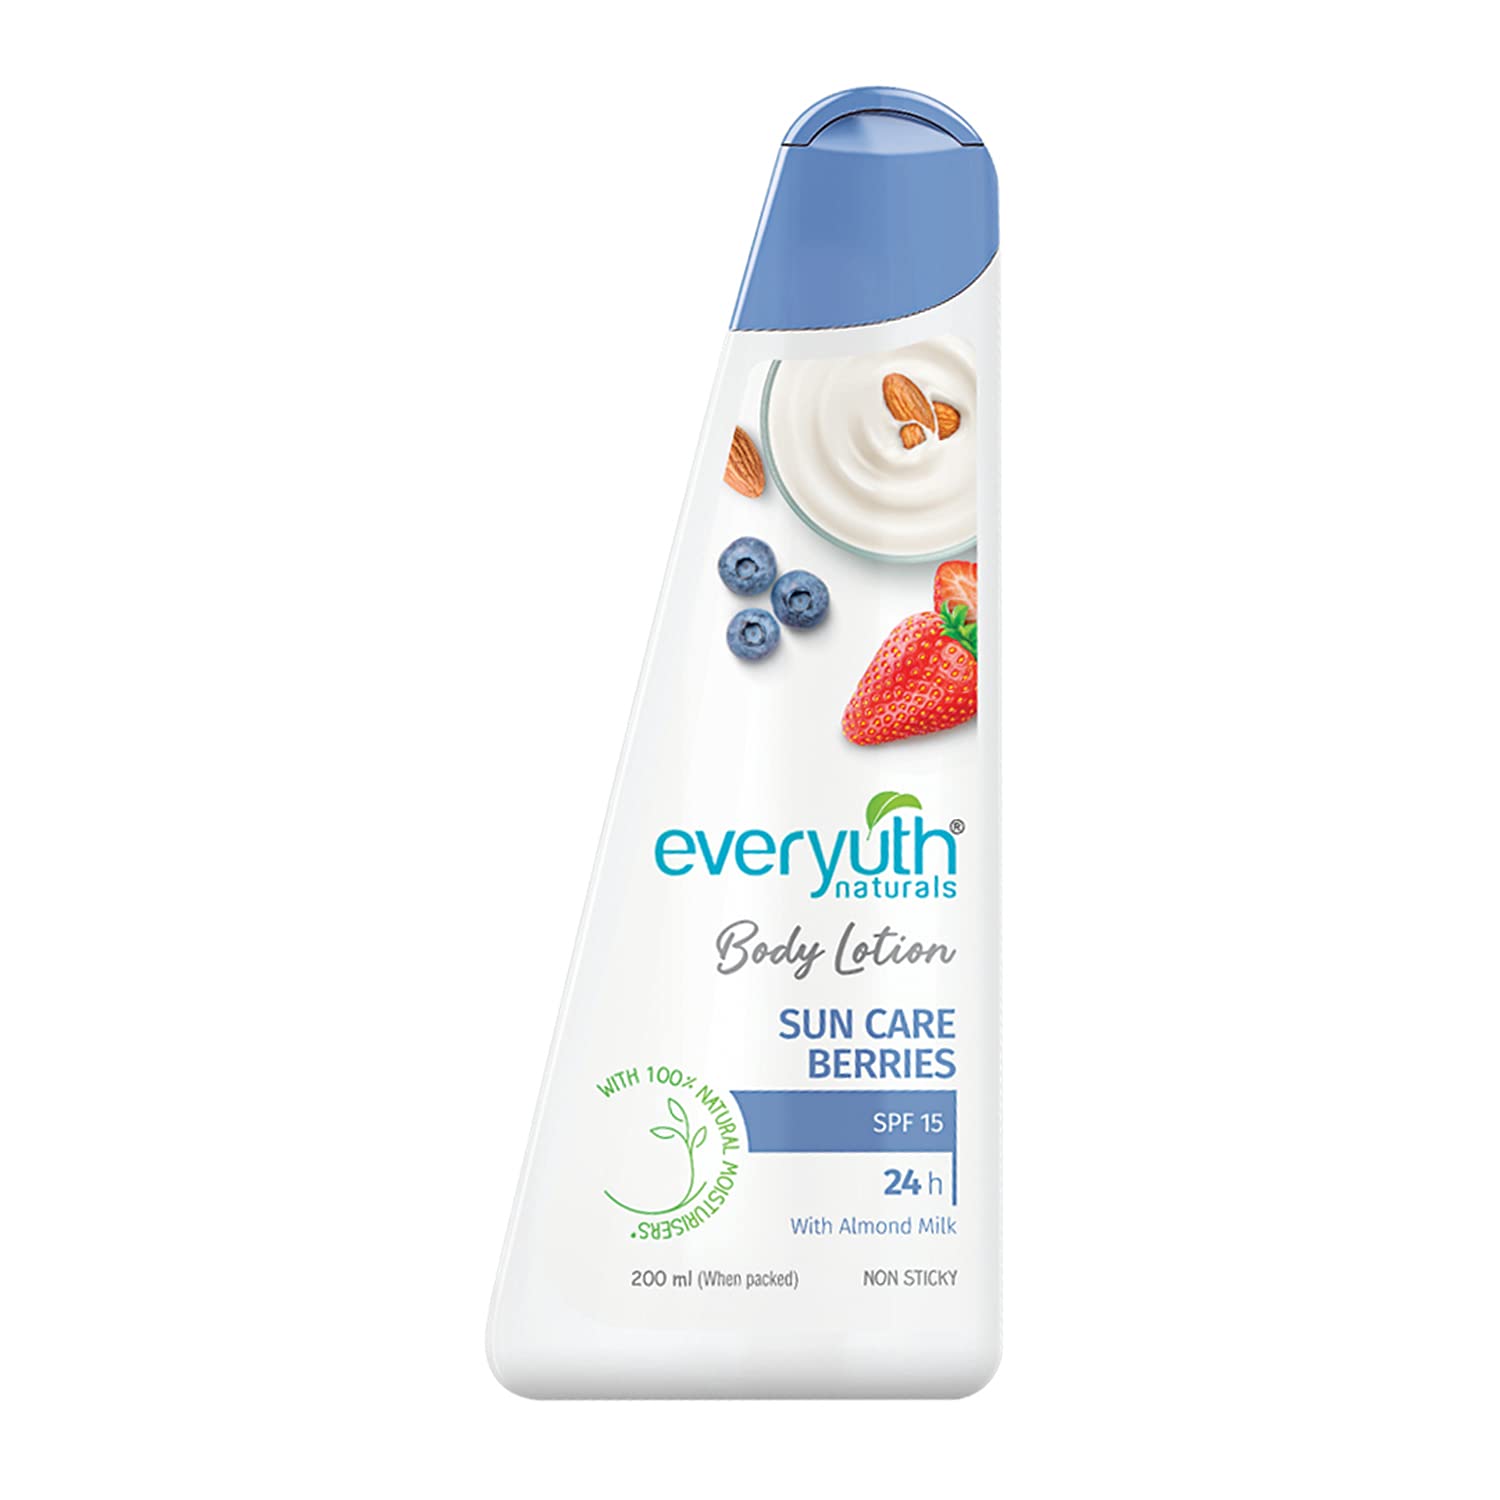 everyuth®
naturals
Body Lotion
SUN CARE
BERRIES
WITH 100% NATURAL MOISTURISERS*
SPF 15
24 h
With Almond Milk
200 ml (When packed)
NON STICKY